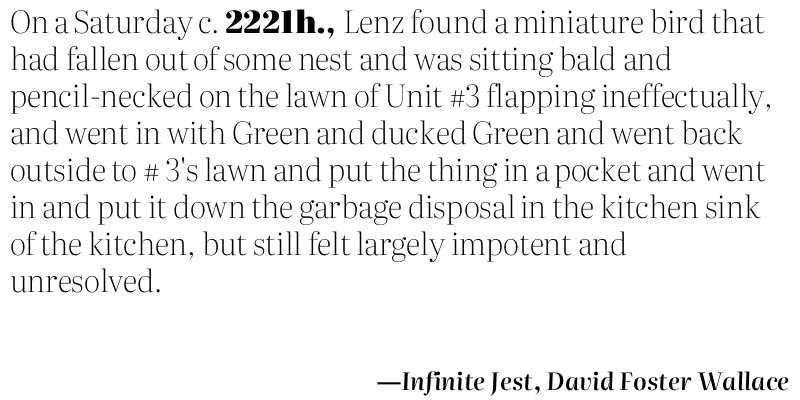 On a Saturday c. 2221h., Lenz found a miniature bird that
had fallen out of some nest and was sitting bald and
pencil-necked on the lawn of Unit #3 flapping ineffectually,
and went in with Green and ducked Green and went back
outside to # 3's lawn and put the thing in a pocket and went
in and put it down the garbage disposal in the kitchen sink
of the kitchen, but still felt largely impotent and
unresolved.
—Infinite Jest, David Foster Wallace